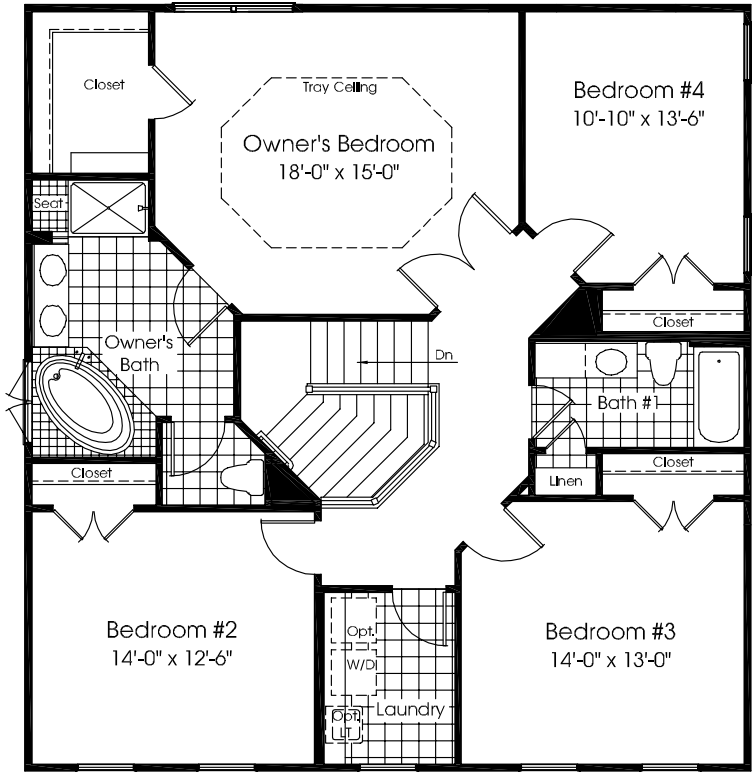 Closet
Tray Ceiling
Owner's Bedroom
18'-0" x 15'-0"
Bedroom #4
10'-10" x 13'-6"
Seat
Closet
Owner's
Bath
Dn
Bath #1
Closet
Linen
Closet
Bedroom #2
14'-0" x 12'-6"
Opt.
W/D
Opt.
LT
Laundry
Bedroom #3
14'-0" x 13'-0"